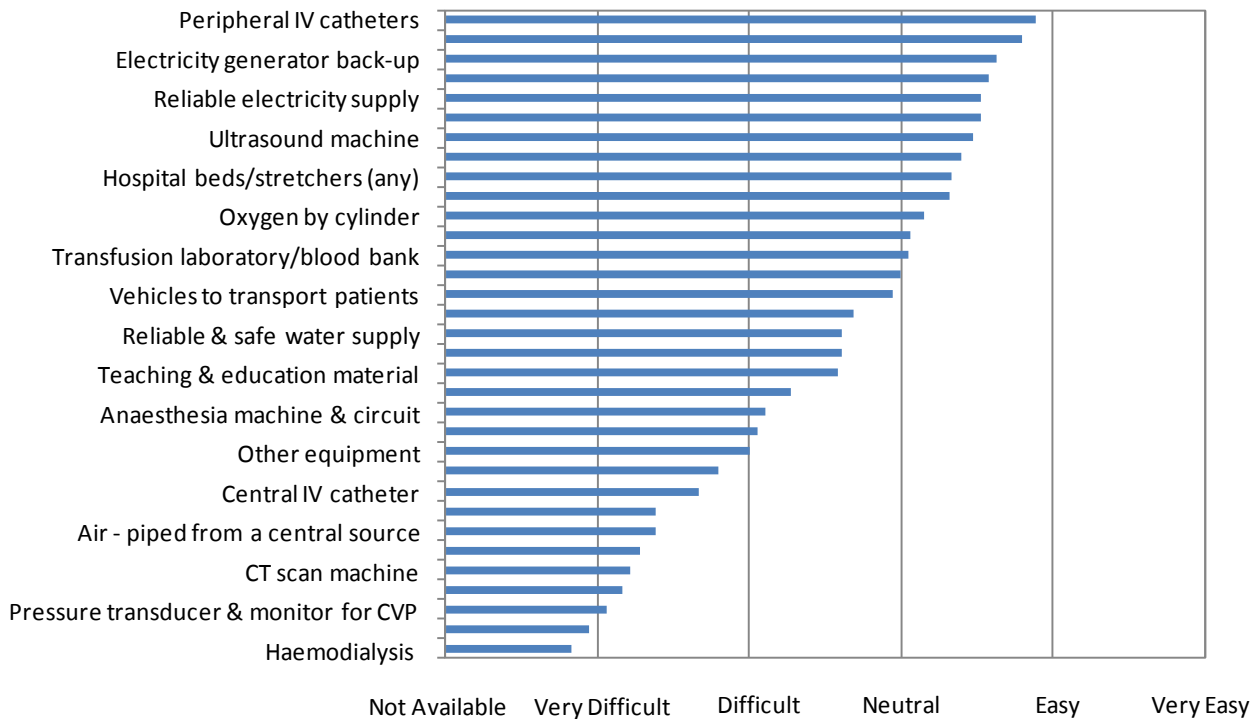 Peripheral IV catheters
Electricity generator back-up
Reliable electricity supply
Ultrasound machine
Hospital beds/stretchers (any)
Oxygen by cylinder
Transfusion laboratory/blood bank
Vehicles to transport patients
Reliable & safe water supply
Teaching & education material
Anaesthesia machine & circuit
Other equipment
Central IV catheter
Air - piped from a central source
CT scan machine
Pressure transducer & monitor for CVP
Haemodialysis
Not Available Very Difficult Difficult Neutral Easy Very Easy